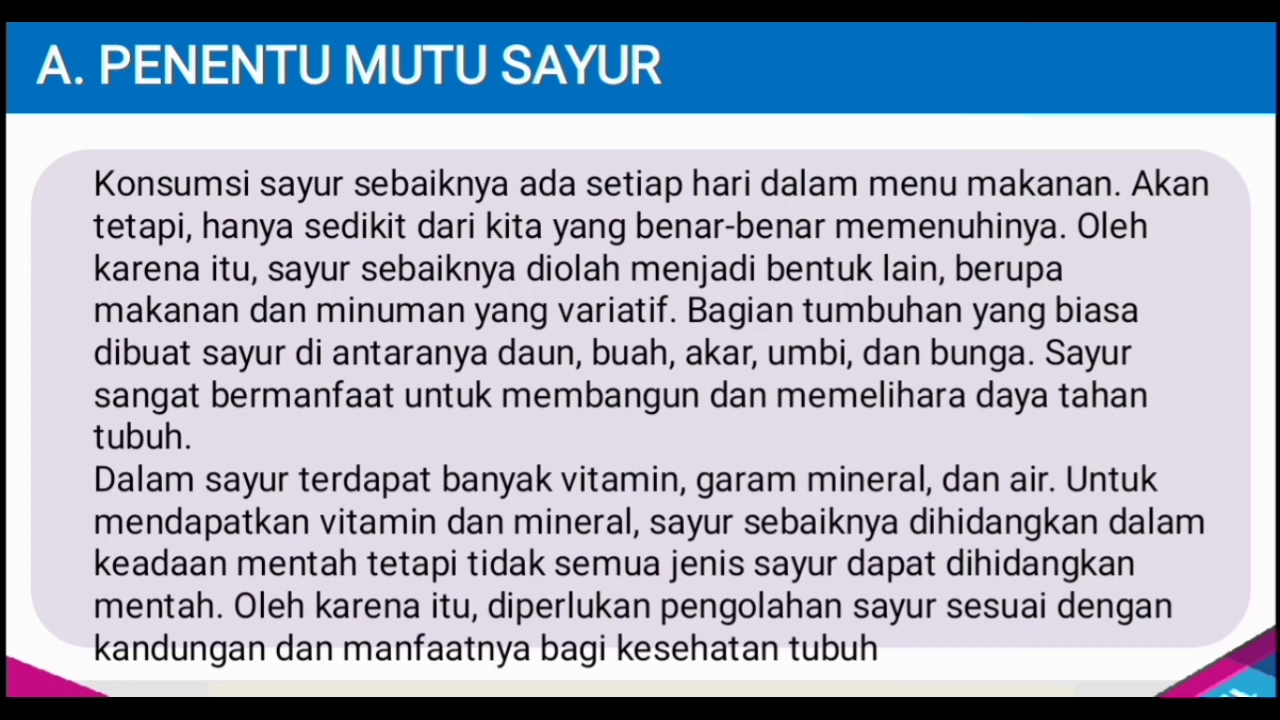 A. PENENTU MUTU SAYUR
Konsumsi sayur sebaiknya ada setiap hari dalam menu makanan. Akan
tetapi, hanya sedikit dari kita yang benar-benar memenuhinya. Oleh
karena itu, sayur sebaiknya diolah menjadi bentuk lain, berupa
makanan dan minuman yang variatif. Bagian tumbuhan yang biasa
dibuat sayur di antaranya daun, buah, akar, umbi, dan bunga. Sayur
sangat bermanfaat untuk membangun dan memelihara daya tahan
tubuh.
Dalam sayur terdapat banyak vitamin, garam mineral, dan air. Untuk
mendapatkan vitamin dan mineral, sayur sebaiknya dihidangkan dalam
keadaan mentah tetapi tidak semua jenis sayur dapat dihidangkan
mentah. Oleh karena itu, diperlukan pengolahan sayur sesuai dengan
kandungan dan manfaatnya bagi kesehatan tubuh